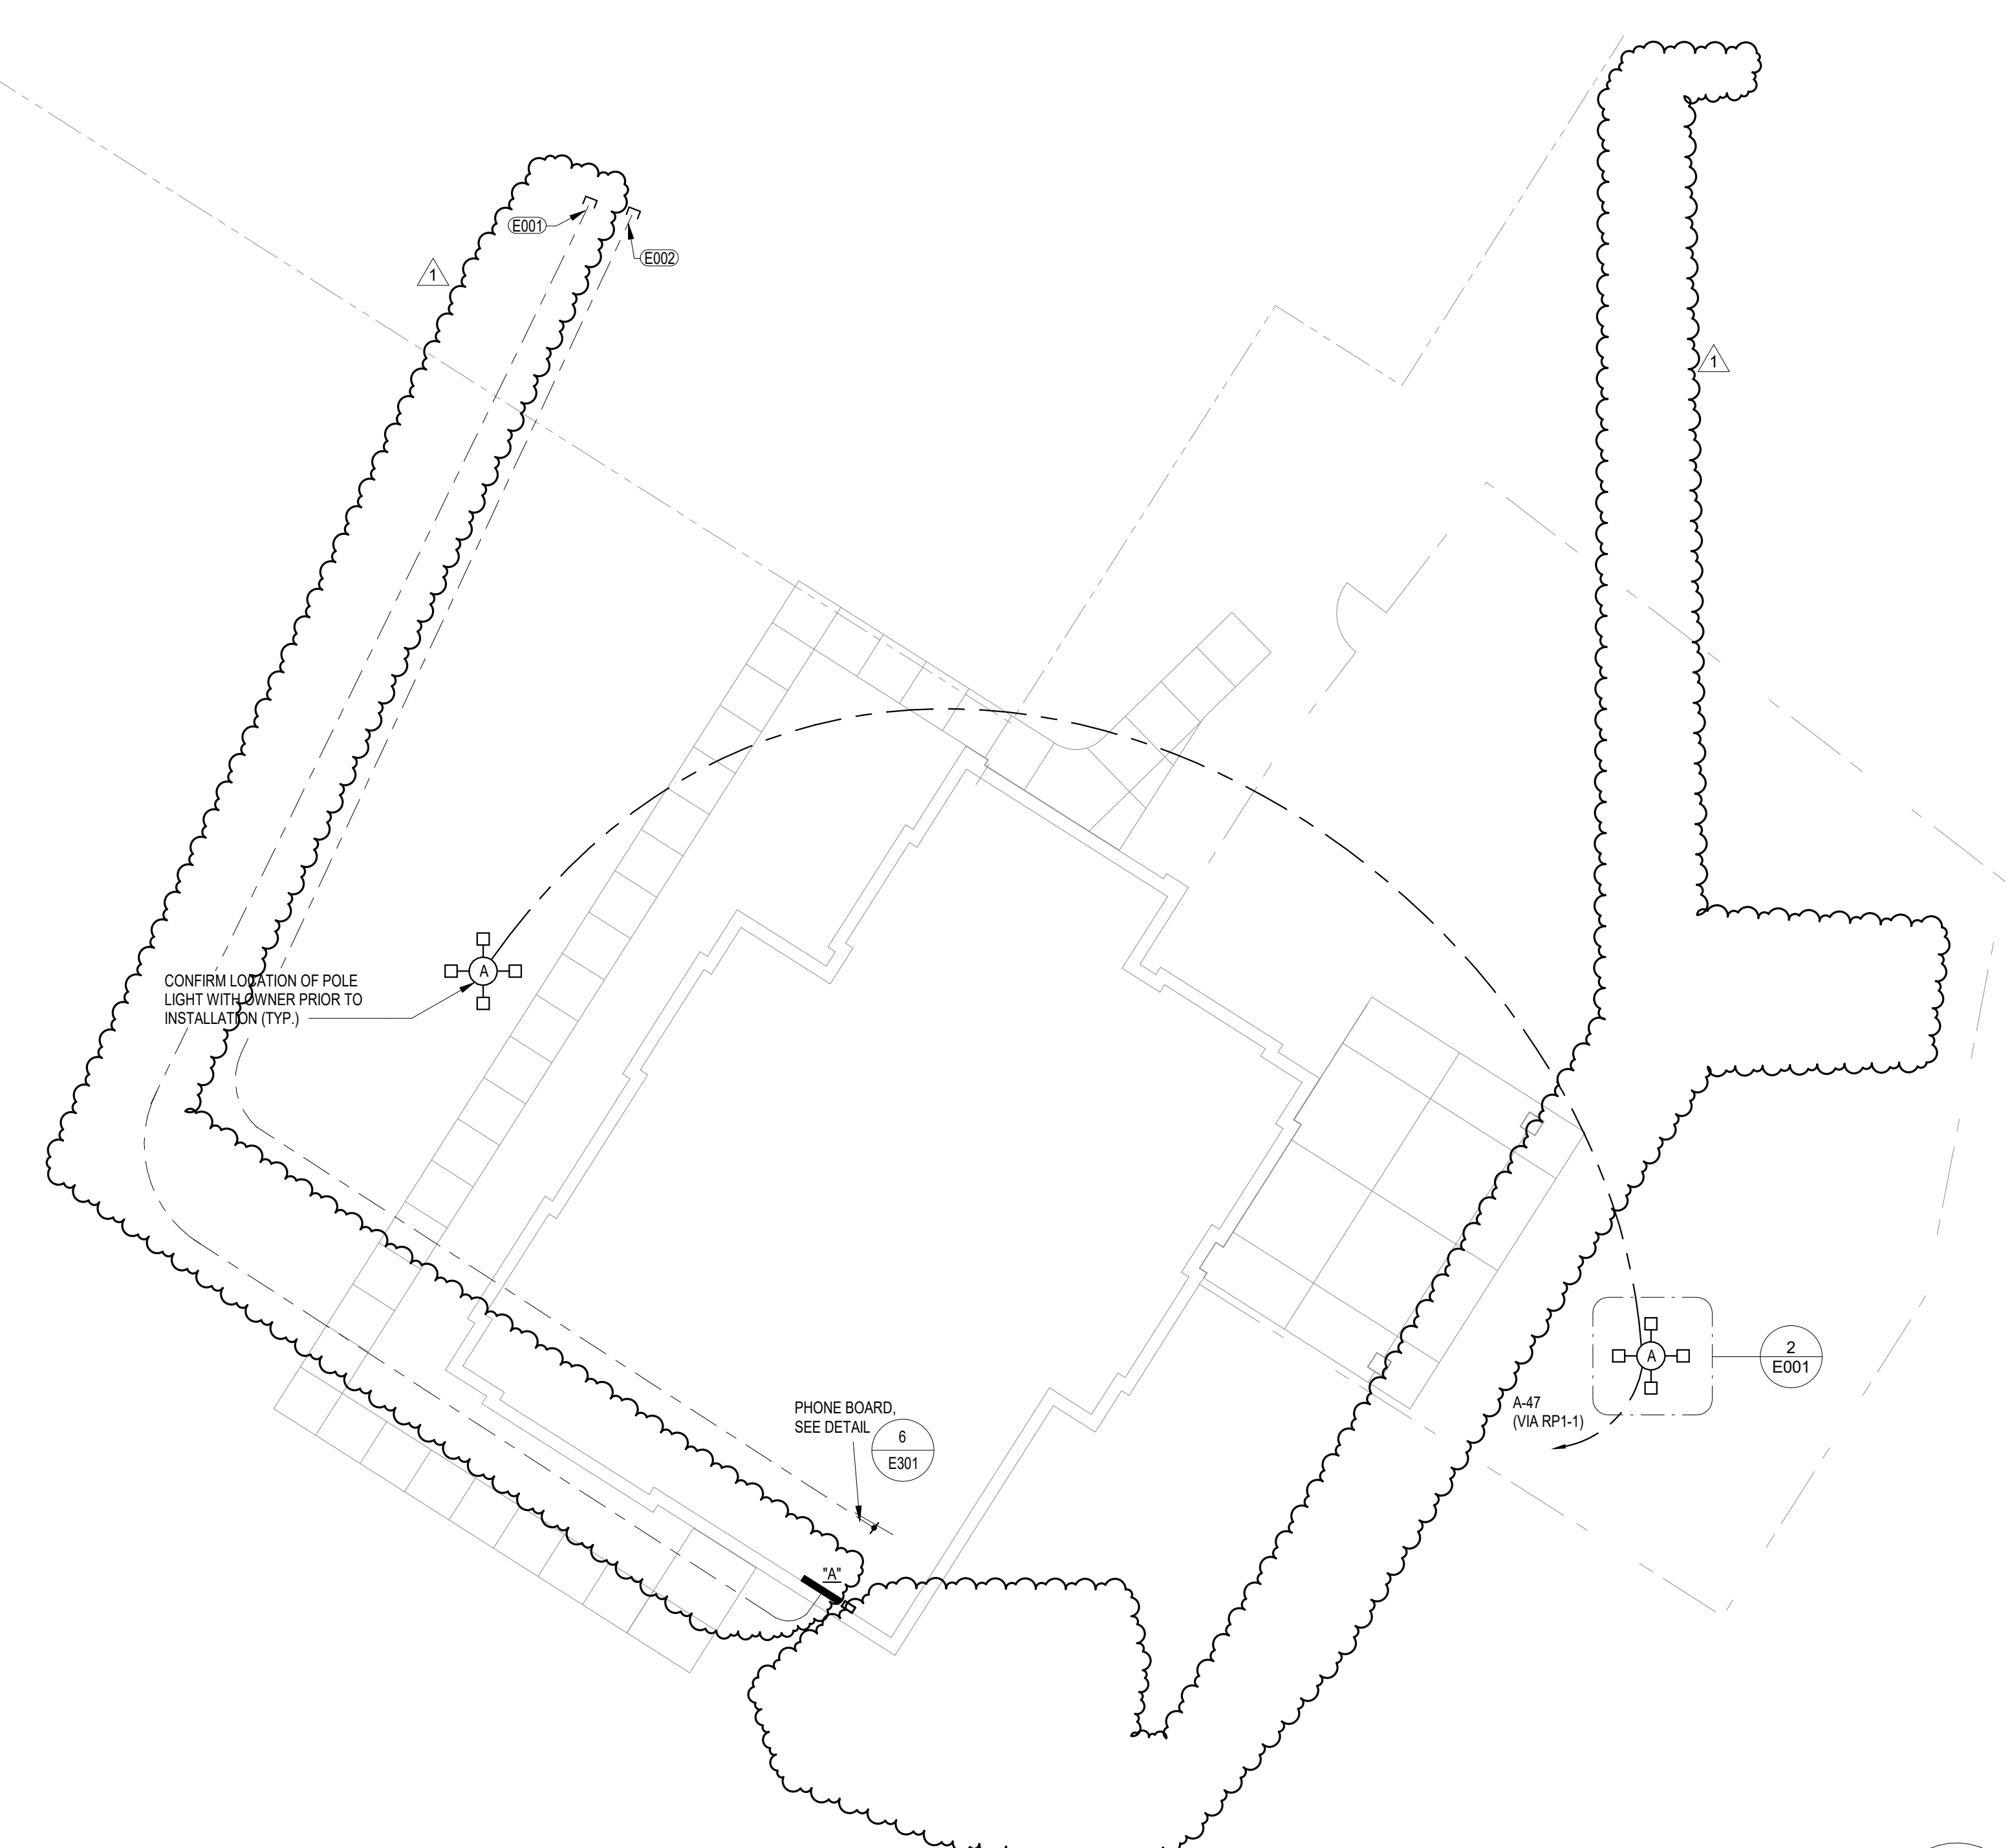 E001
E002
1
1
CONFIRM LOCATION OF POLE
LIGHT WITH OWNER PRIOR TO
INSTALLATION (TYP.)
A
A
2
E001
A-47
(VIA RP1-1)
PHONE BOARD,
SEE DETAIL
6
E301
"A"